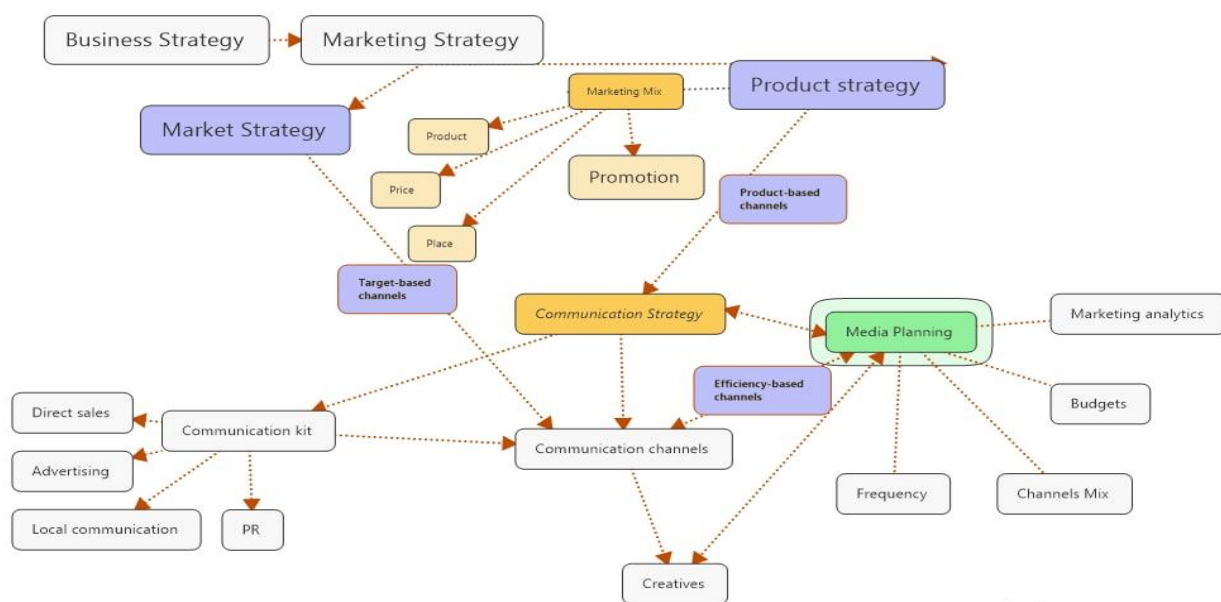 Business Strategy
Marketing Strategy
Product strategy
Marketing Mix
Market Strategy
Product
Promotion
Price
Product-based
channels
Place
Target-based
channels
Communication Strategy
Marketing analytics
Media Planning
Efficiency-based
channels
Budgets
Direct sales
Communication kit
Communication channels
Advertising
Frequency
Channels Mix
Local communication
PR
Creatives